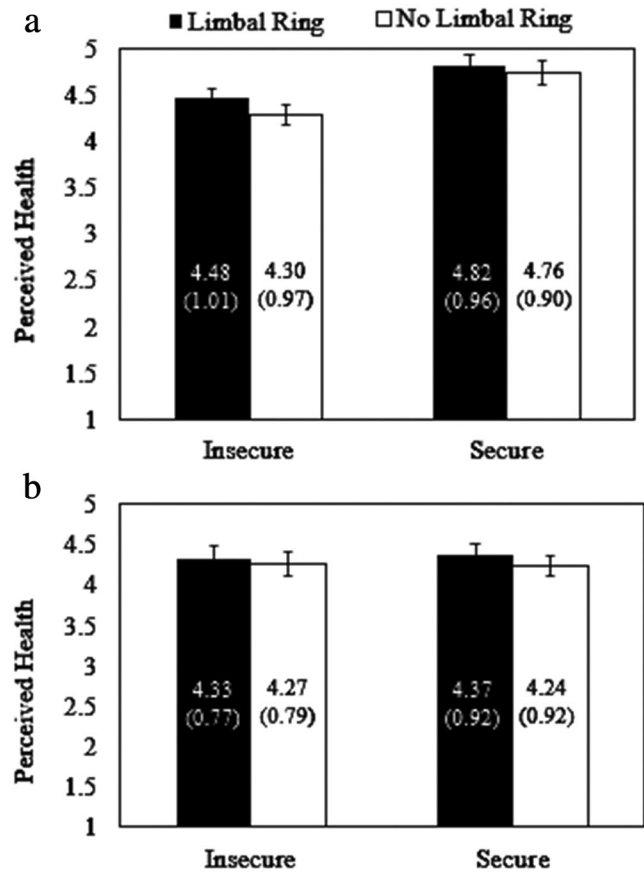 a
Limbal Ring No Limbal Ring
5
4.5
4
3.5
3
2.5
2
1.5
1
Perceived Health
4.48 4.30 4.82 4.76
(1.01) (0.97) (0.96) (0.90)
Insecure Secure
b
5
4.5
4
3.5
3
2.5
2
1.5
1
Perceived Health
4.33 4.27 4.37 4.24
(0.77) (0.79) (0.92) (0.92)
Insecure Secure